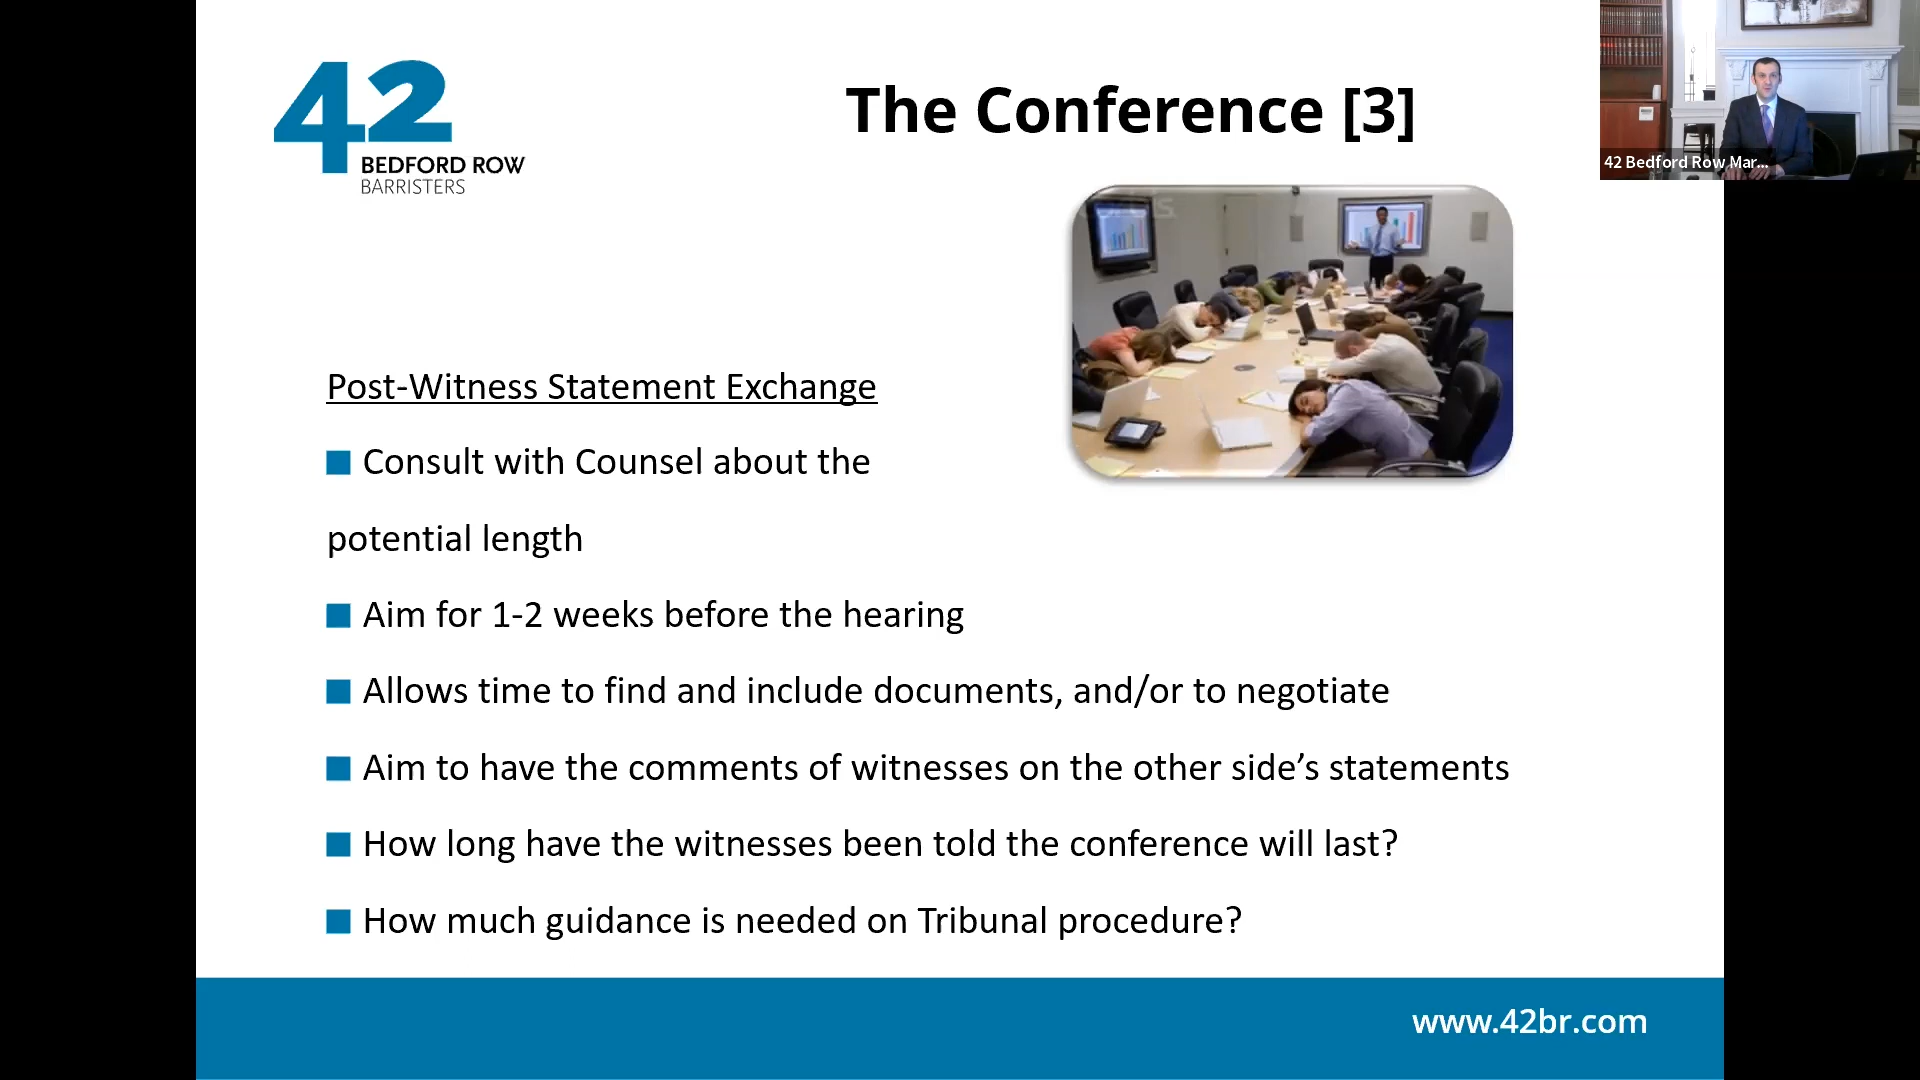 42
BEDFORD ROW
BARRISTERS
The Conference [3]
42 Bedford Row Mar...
Post-Witness Statement Exchange
Consult with Counsel about the
potential length
Aim for 1-2 weeks before the hearing
Allows time to find and include documents, and/or to negotiate
Aim to have the comments of witnesses on the other side’s statements
How long have the witnesses been told the conference will last?
How much guidance is needed on Tribunal procedure?
www.42br.com